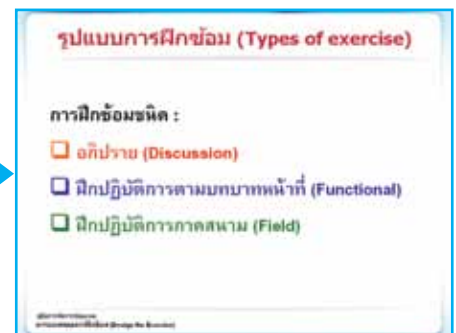 รูปแบบการฝึกซ้อม (Types of exercise)
การฝึกซ้อมชนิด :
อภิปราย (Discussion)
ฝึกปฏิบัติการตามบทบาทหน้าที่ (Functional)
ฝึกปฏิบัติการภาคสนาม (Field)
(Design the Exercise)